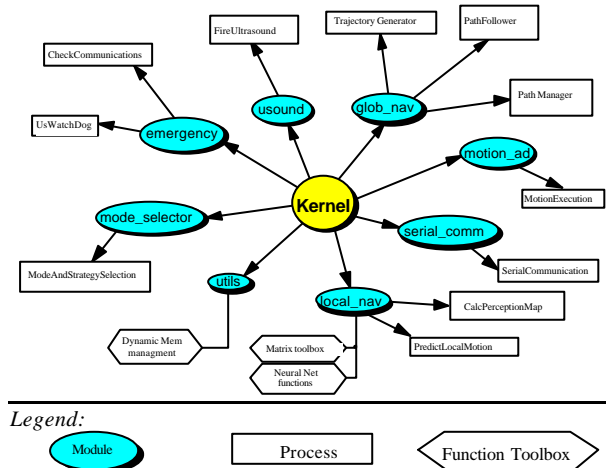 Trajectory Generator
PathFollower
FireUltrasound
CheckCommunications
usound
glob_nav
Path Manager
UsWatchDog
emergency
motion_ad
Kernel
MotionExecution
mode_selector
serial_comm
ModeAndStrategySelection
SerialCommunication
utils
local_nav
CalcPerceptionMap
Dynamic Mem
managment
Matrix toolbox
PredictLocalMotion
Neural Net
functions
Legend:
Module
Process
Function Toolbox